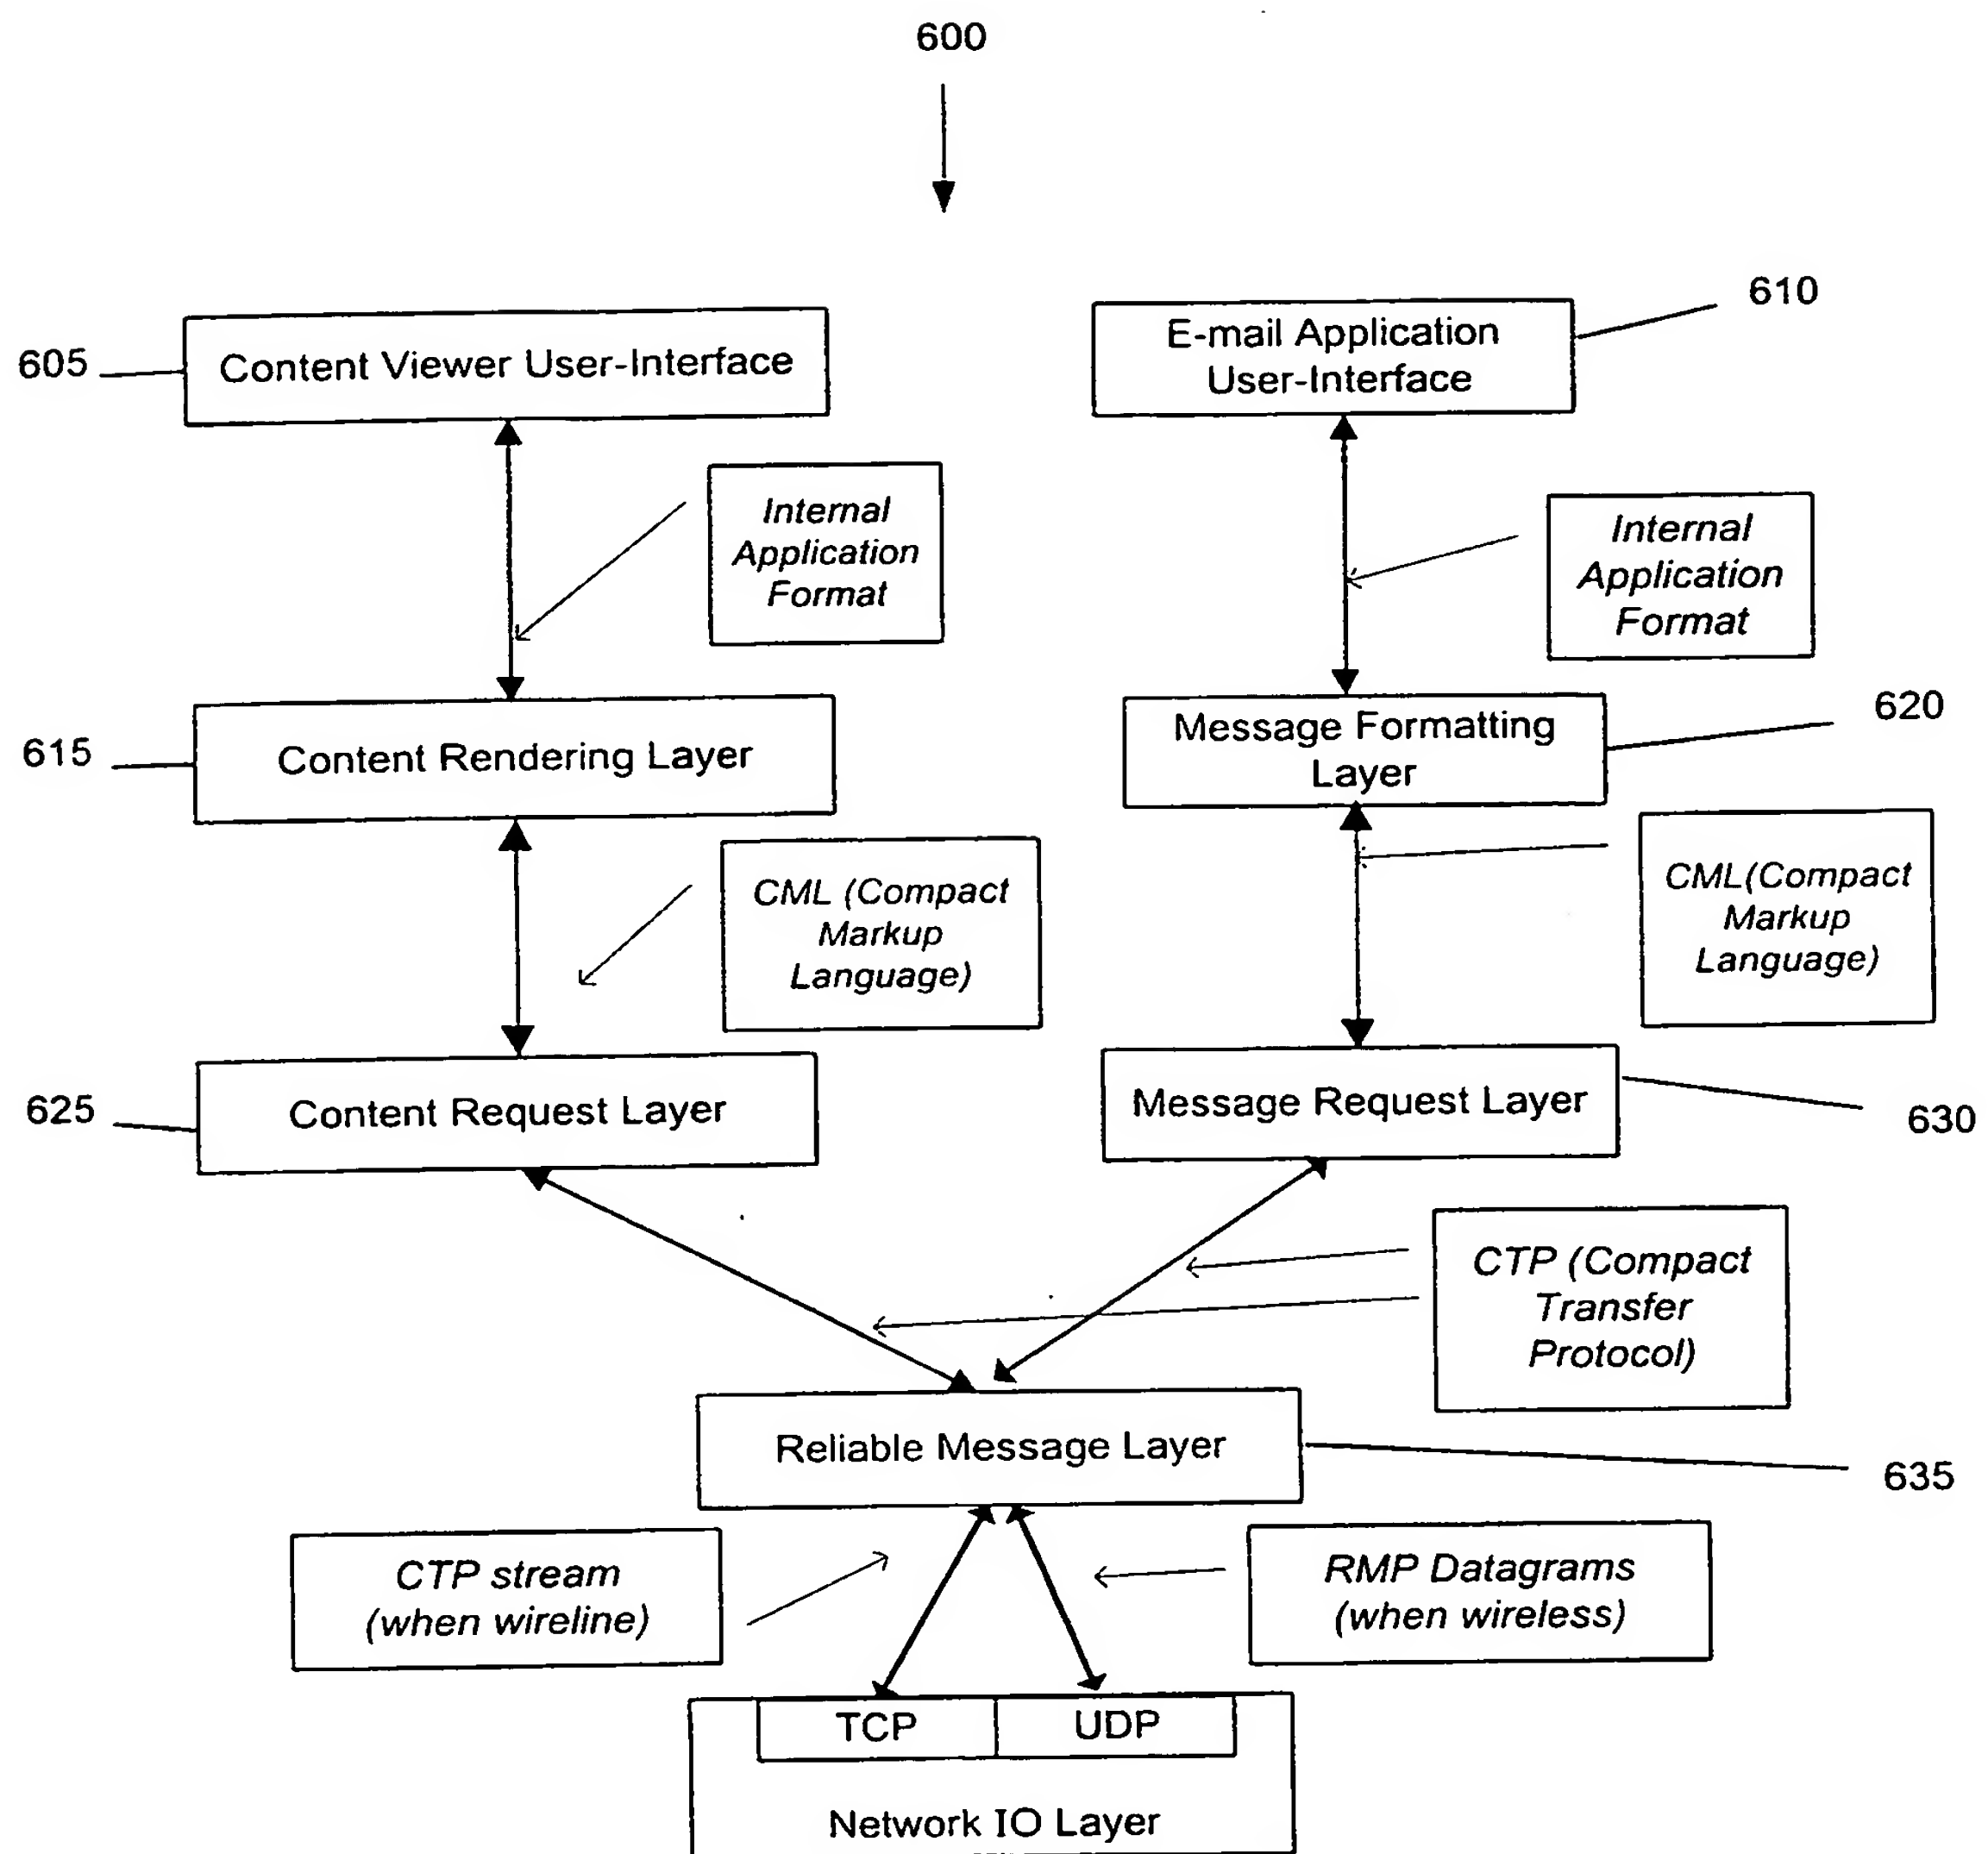 600
610
E-mail Application
User-Interface
605
Content Viewer User-Interface
Internal
Application
Format
Internal
Application
Format
620
Message Formatting
Layer
615
Content Rendering Layer
CML (Compact
Markup
Language)
CML(Compact
Markup
Language)
625
Content Request Layer
Message Request Layer
630
CTP (Compact
Transfer
Protocol)
Reliable Message Layer
635
CTP stream
(when wireline)
RMP Datagrams
(when wireless)
TCP
UDP
Network IO Layer